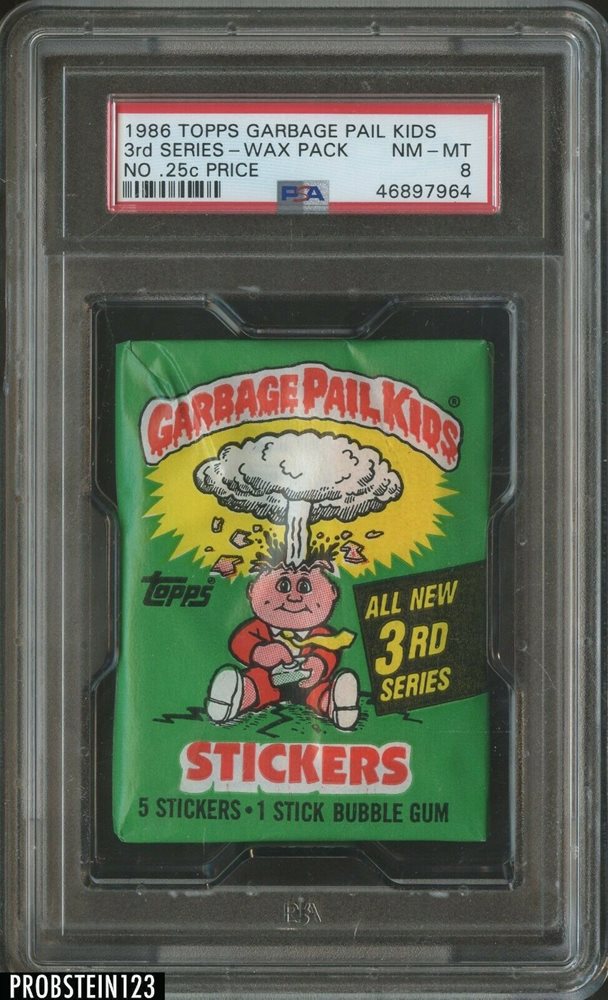 1986 TOPPS GARBAGE PAIL KIDS
3rd SERIES - WAX PACK NM - MT
NO .25c PRICE 8
PSA 46897964
GARBAGE PAIL KIDS ®
topps®
ALL NEW
3RD
SERIES
STICKERS
5 STICKERS • 1 STICK BUBBLE GUM
PSA
PROBSTEIN123